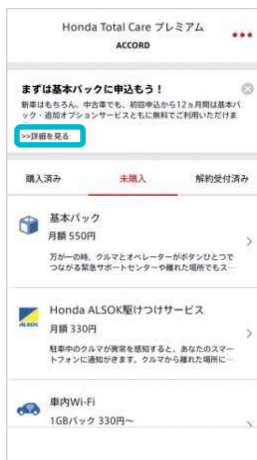 Honda Total Care プレミアム
ACCORD
まずは基本パックに申込もう！
新車はもちろん、中古車でも、初回申込から12ヵ月間は基本パ
ック・追加オプションサービスともに無料でご利用いただけま
>>詳細を見る
購入済み 未購入 解約受付済み
基本パック
月額 550円
万が一の時、クルマとオペレーターがボタンひとつで
つながる緊急サポートセンターや離れた場所でもス…
Honda ALSOK駆けつけサービス
月額 330円
ALSOK
駐車中のクルマが異常を感知すると、あなたのスマー
トフォンに通知がきます。クルマから離れた場所に…
車内Wi-Fi
1GBパック 330円～